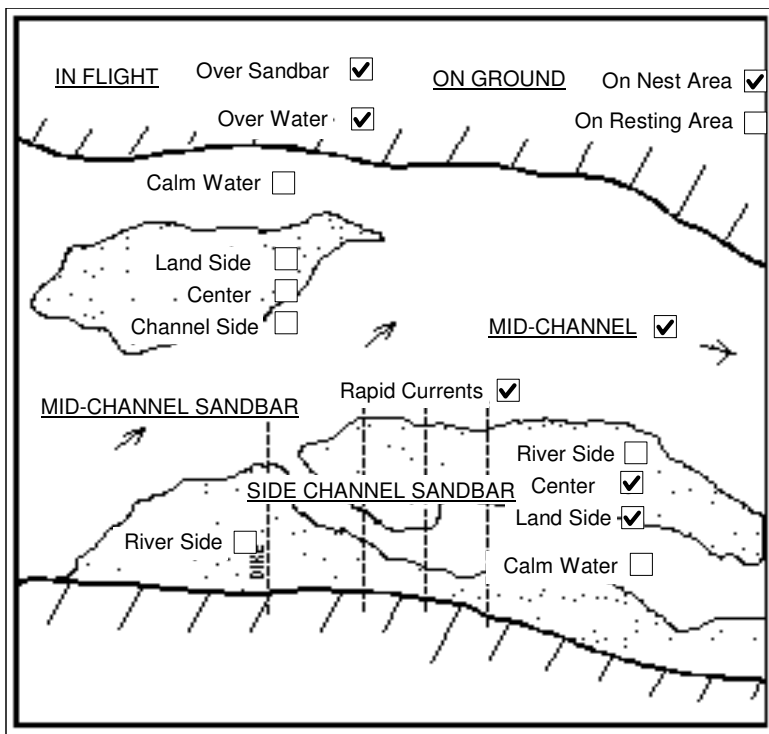 IN FLIGHT
Over Sandbar
ON GROUND
On Nest Area
Over Water
On Resting Area
Calm Water
Land Side
Center
Channel Side
MID-CHANNEL
Rapid Currents
MID-CHANNEL SANDBAR
River Side
SIDE CHANNEL SANDBAR
Center
Land Side
River Side
DIKE
Calm Water